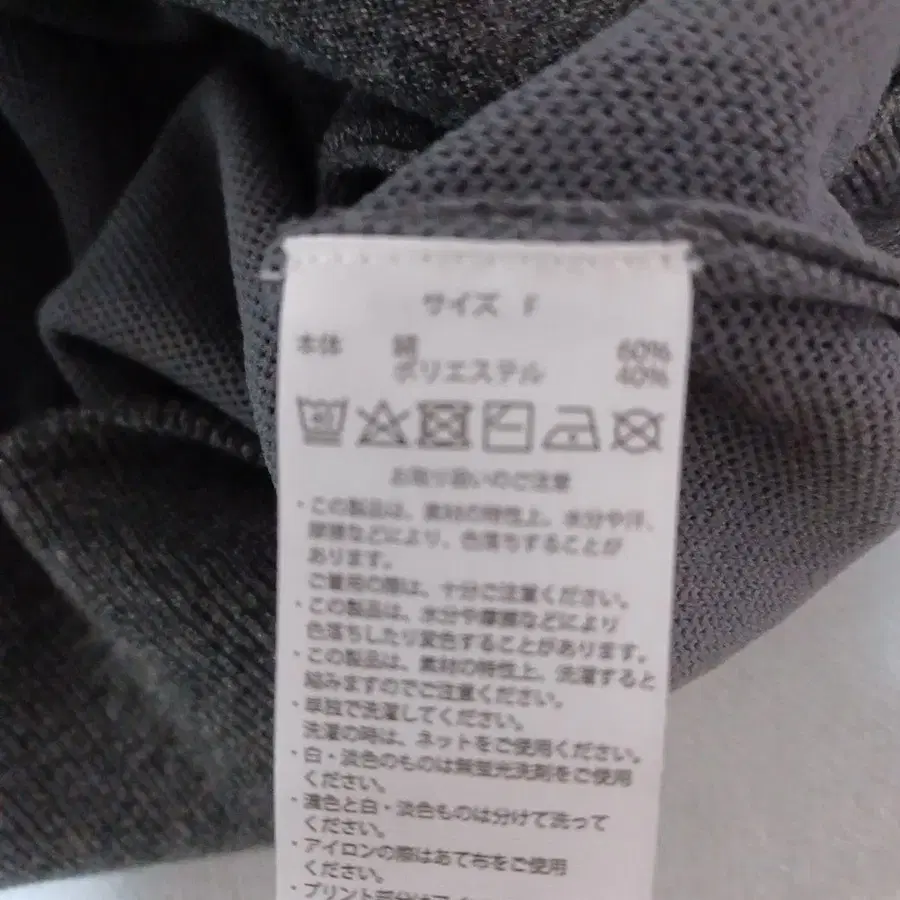 サイズ F
本体 綿 60%
ポリエステル 40%
お取り扱いのご注意
・この製品は、素材の特性上、水分や汗、
摩擦などにより、色落ちすることが
あります。
ご着用の際は、十分ご注意ください。
・この製品は、水分や摩擦などにより
色落ちしたり変色することがあります。
・この製品は、素材の特性上、洗濯すると
縮みますのでご注意ください。
・単独で洗濯してください。
洗濯の時は、ネットをご使用ください。
・白・淡色のものは無蛍光洗剤をご使用
ください。
・濃色と白・淡色ものは分けて洗って
ください。
・アイロンの際はあて布をご使用
ください。
・プリント部分は